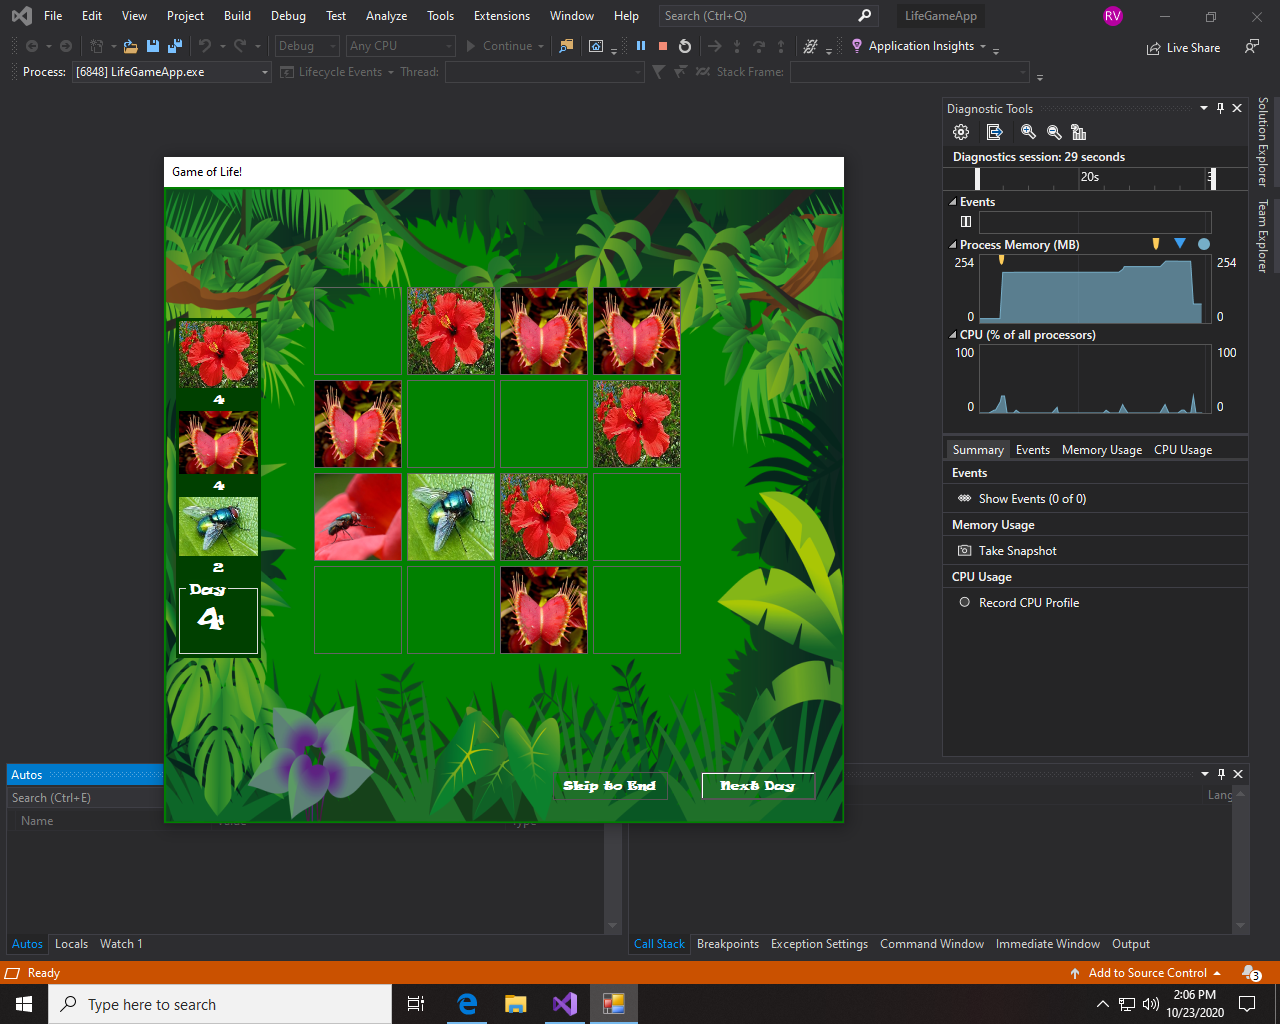 File Edit View Project Build Debug Test Analyze Tools Extensions Window Help Search (Ctrl+Q) LifeGameApp RV
Debug Any CPU Continue Application Insights Live Share
Process: [6848] LifeGameApp.exe Lifecycle Events Thread: Stack Frame:
Diagnostic Tools
Diagnostics session: 29 seconds
20s
Events
Process Memory (MB)
254 254
0 0
CPU (% of all processors)
100 100
0 0
Summary Events Memory Usage CPU Usage
Events
Show Events (0 of 0)
Memory Usage
Take Snapshot
CPU Usage
Record CPU Profile
Solution Explorer
Team Explorer
Game of Life!
4
4
2
Day
4
Skip to End Next Day
Autos
Search (Ctrl+E)
Name
Lang
Autos Locals Watch 1
Call Stack Breakpoints Exception Settings Command Window Immediate Window Output
Ready Add to Source Control 3
Type here to search
2:06 PM
10/23/2020